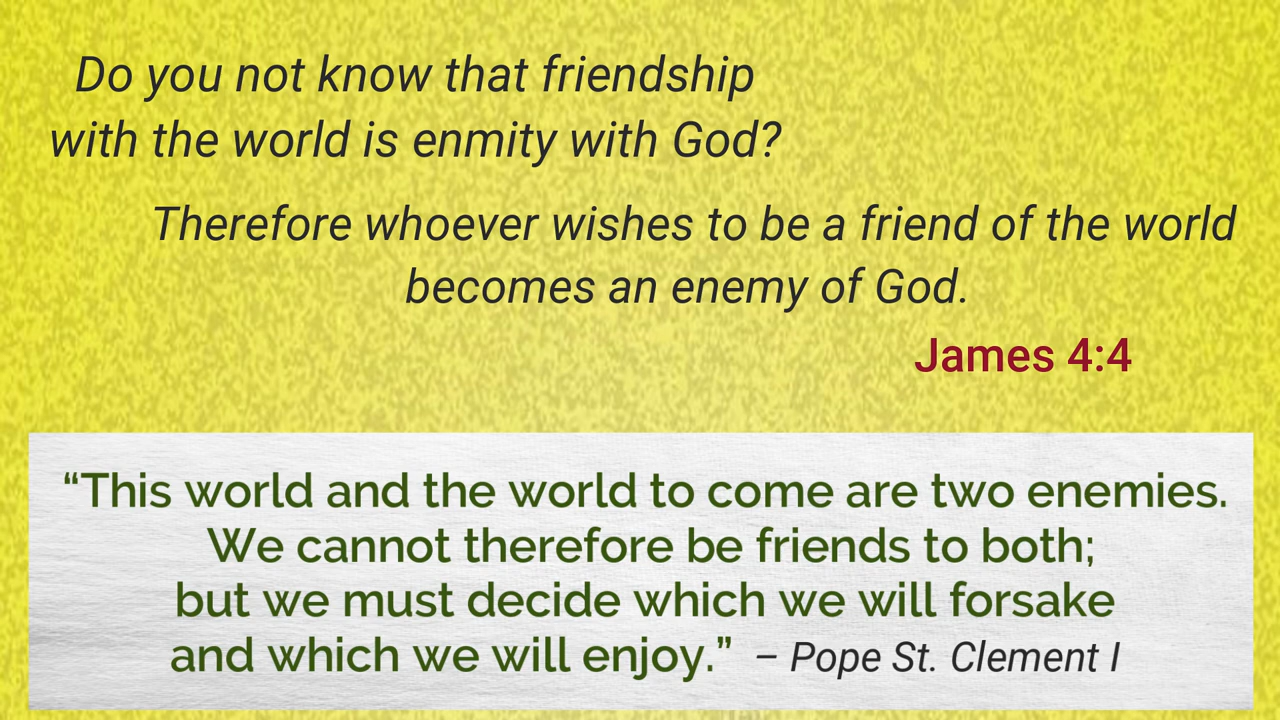 Do you not know that friendship
with the world is enmity with God?
Therefore whoever wishes to be a friend of the world
becomes an enemy of God.
James 4:4
“This world and the world to come are two enemies.
We cannot therefore be friends to both;
but we must decide which we will forsake
and which we will enjoy.” – Pope St. Clement I